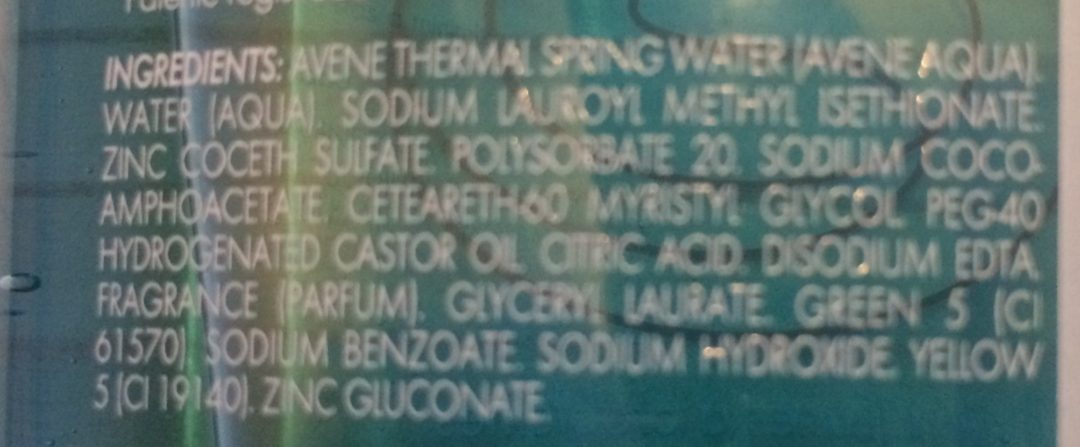 INGREDIENTS: AVENE THERMAL SPRING WATER (AVENE AQUA).
WATER (AQUA). SODIUM LAUROYL METHYL ISETHIONATE.
ZINC COCETH SULFATE. POLYSORBATE 20. SODIUM COCO-
AMPHOACETATE. CETEARETH-60 MYRISTYL GLYCOL. PEG-40
HYDROGENATED CASTOR OIL. CITRIC ACID. DISODIUM EDTA.
FRAGRANCE (PARFUM). GLYCERYL LAURATE. GREEN 5 (CI
61570). SODIUM BENZOATE. SODIUM HYDROXIDE. YELLOW
5 (CI 19140). ZINC GLUCONATE.